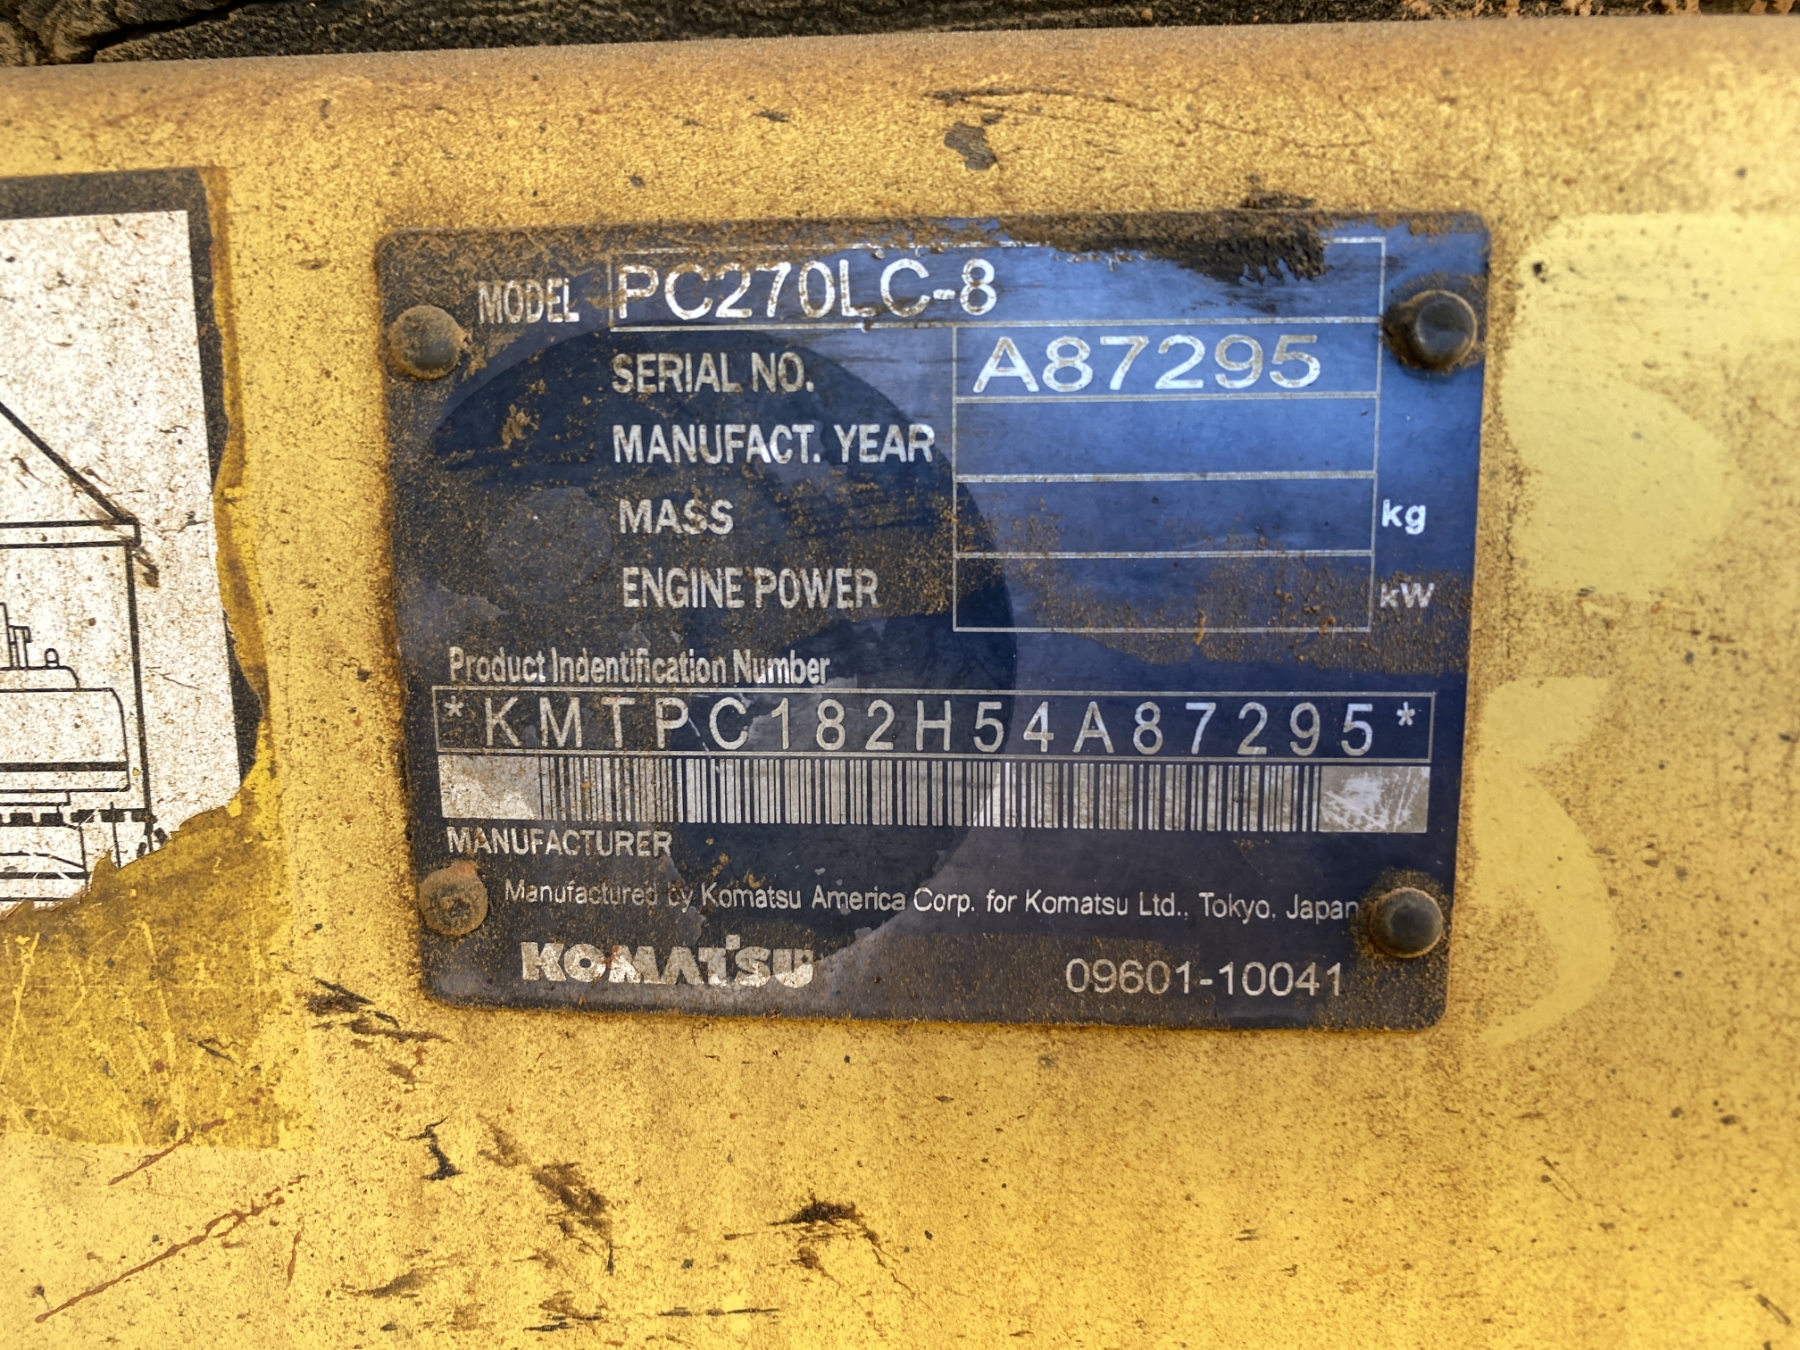 MODEL PC270LC-8
SERIAL NO. A87295
MANUFACT. YEAR
MASS kg
ENGINE POWER kW
Product Indentification Number
*KMTPC182H54A87295*
MANUFACTURER
Manufactured by Komatsu America Corp. for Komatsu Ltd., Tokyo, Japan
KOMATSU 09601-10041